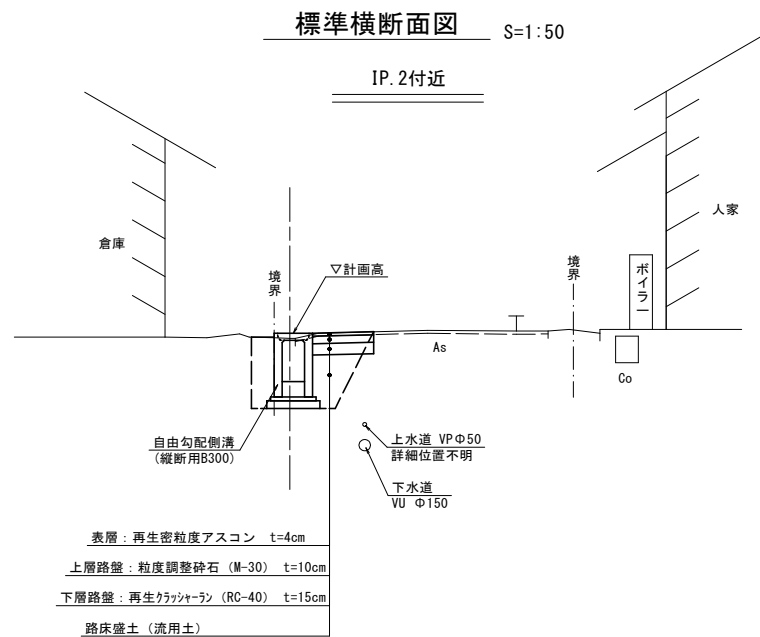 標準横断面図 S=1:50
IP.2付近
倉庫
人家
境界
▽計画高
境界
ボイラー
As
Co
自由勾配側溝
(縦断用B300)
上水道 VPΦ50
詳細位置不明
下水道
VU Φ150
表層：再生密粒度アスコン t=4cm
上層路盤：粒度調整砕石（M-30） t=10cm
下層路盤：再生ｸﾗｯｼｬｰﾗﾝ（RC-40） t=15cm
路床盛土（流用土）